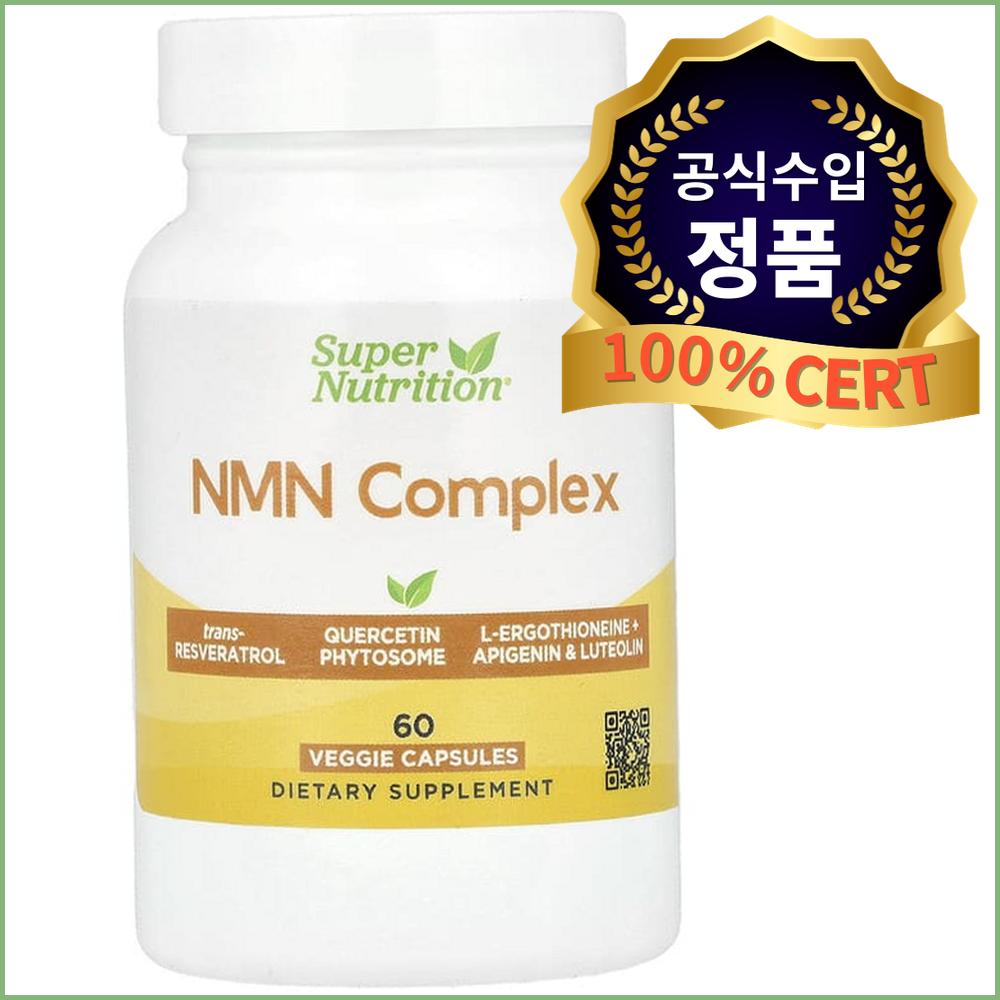 공식수입
정품
100% CERT
Super
Nutrition®
NMN Complex
trans-
RESVERATROL
QUERCETIN
PHYTOSOME
L-ERGOTHIONEINE +
APIGENIN & LUTEOLIN
60
VEGGIE CAPSULES
DIETARY SUPPLEMENT